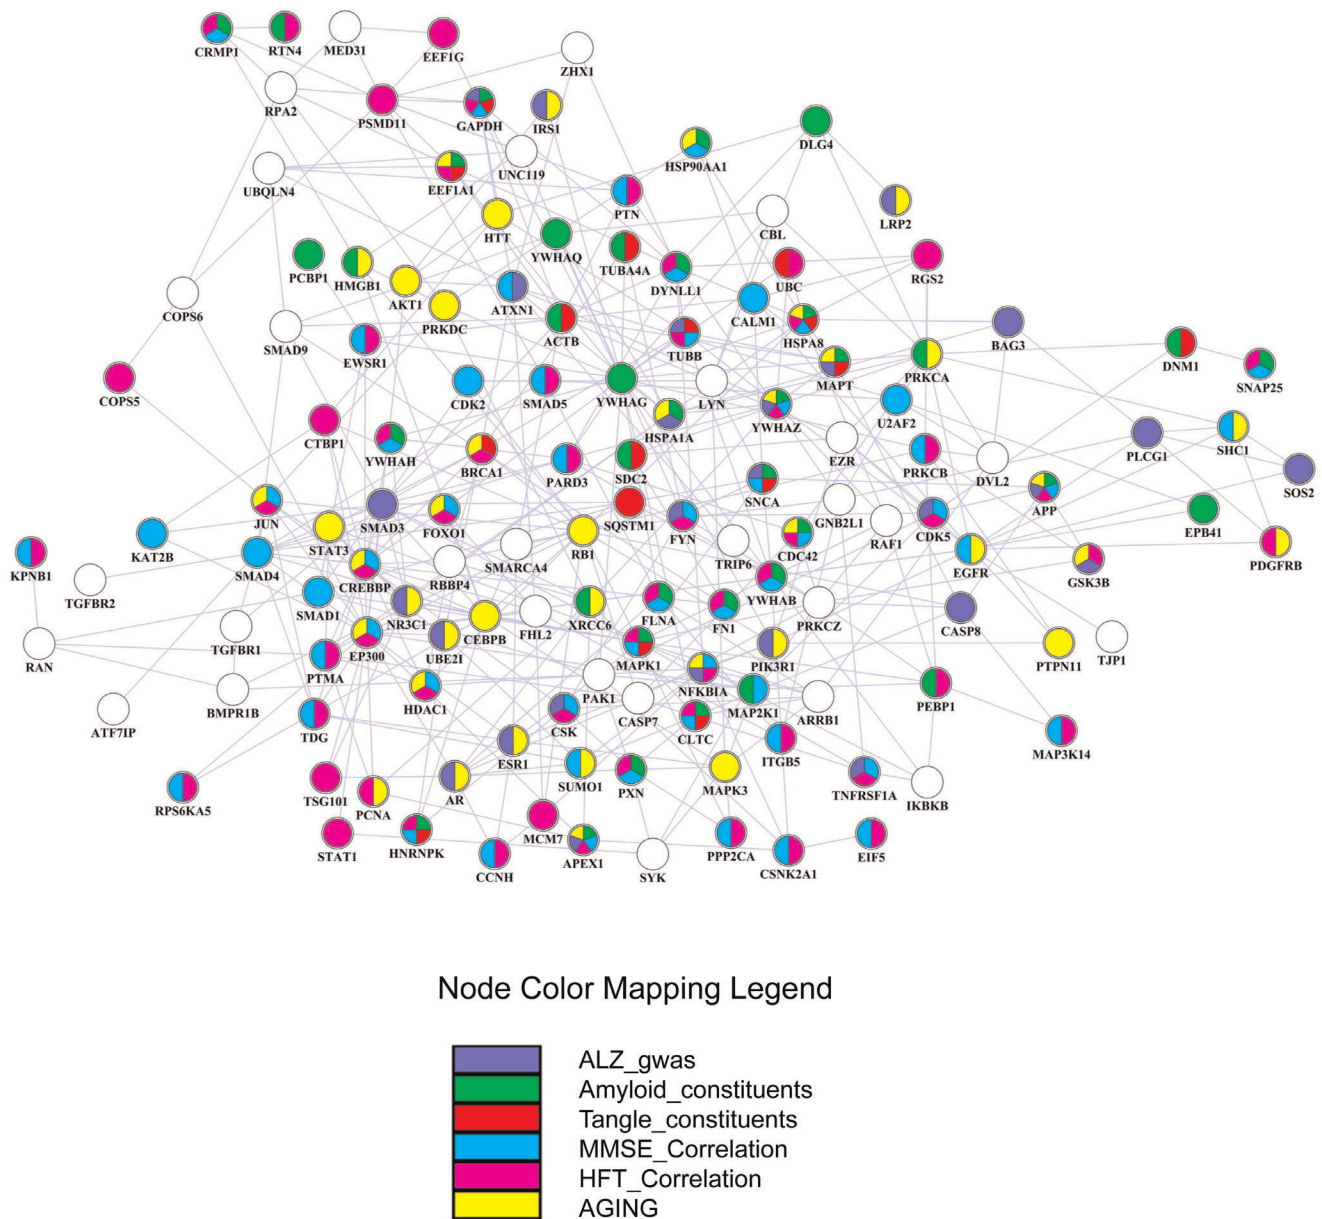 CRMP1
RTN4
MED31
EEF1G
ZHX1
RPA2
PSMD11
GAPDH
IRS1
DLG4
HSP90AA1
UNC119
EEF1A1
UBQLN4
PTN
LRP2
HTT
CBL
YWHAQ
TUBA4A
PCBP1
HMGB1
AKT1
DYNLL1
UBC
RGS2
COPS6
PRKDC
ATXN1
CALM1
SMAD9
EWSR1
ACTB
TUBB
HSPA8
BAG3
COPS5
CDK2
SMAD5
YWHAG
LYN
MAPT
PRKCA
DNM1
SNAP25
CTBP1
YWHAH
BRCA1
PARD3
SDC2
HSPA1A
YWHAZ
U2AF2
EZR
PRKCB
DVL2
PLCG1
SHC1
SOS2
JUN
SMAD3
FOXO1
SQSTM1
FYN
SNCA
GNB2L1
RAF1
CDK5
APP
EPB41
KPNB1
KAT2B
STAT3
SMAD4
CREBBP
RBBP4
SMARCA4
RB1
TRIP6
CDC42
EGFR
GSK3B
PDGFRB
TGFBR2
SMAD1
NR3C1
CEBPB
FHL2
XRCC6
FLNA
FN1
YWHAB
PRKCZ
CASP8
RAN
TGFBR1
EP300
UBE2I
MAPK1
PIK3R1
PTPN11
TJP1
PTMA
BMPR1B
HDAC1
PAK1
NFKBIA
MAP2K1
ARRB1
PEBP1
ATF7IP
TDG
CSK
CASP7
CLTC
ITGB5
MAP3K14
ESR1
RPS6KA5
TSG101
PCNA
AR
SUMO1
PXN
MAPK3
TNFRSF1A
IKBKB
STAT1
HNRNPK
CCNH
MCM7
APEX1
SYK
PPP2CA
CSNK2A1
EIF5
Node Color Mapping Legend
ALZ_gwas
Amyloid_constituents
Tangle_constituents
MMSE_Correlation
HFT_Correlation
AGING